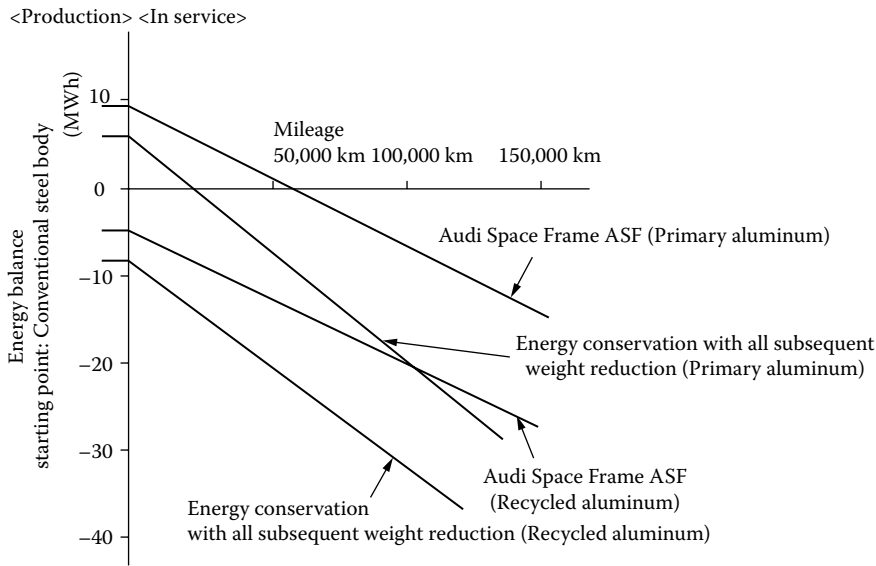 <Production> <In service>
Energy balance
starting point: Conventional steel body
(MWh)
10
0
–10
–20
–30
–40
Mileage
50,000 km 100,000 km 150,000 km
Audi Space Frame ASF (Primary aluminum)
Energy conservation with all subsequent
weight reduction (Primary aluminum)
Audi Space Frame ASF
(Recycled aluminum)
Energy conservation
with all subsequent weight reduction (Recycled aluminum)